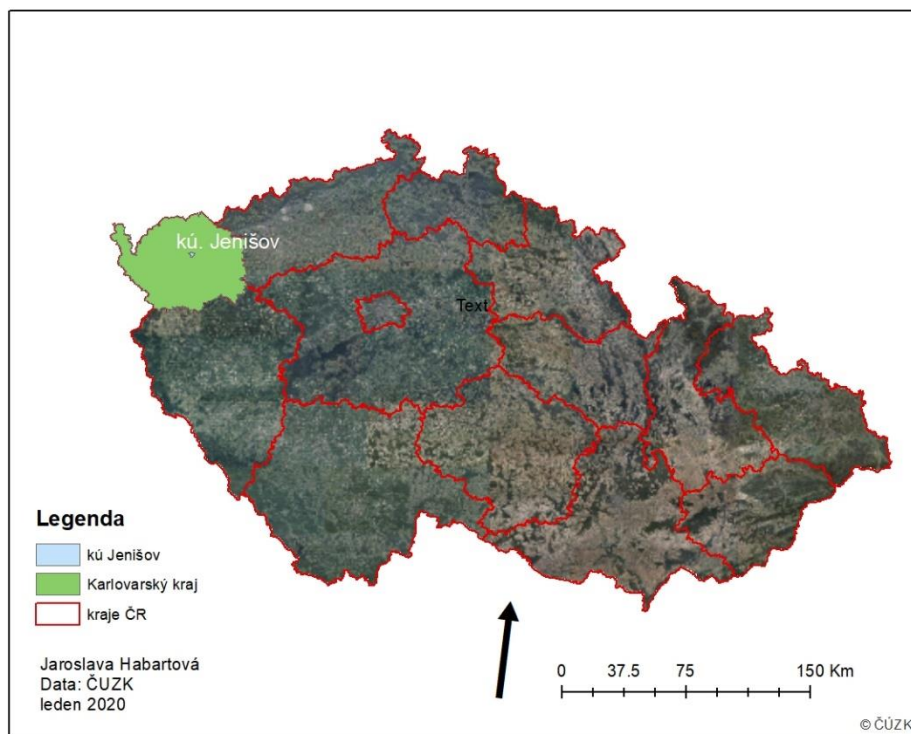 kú. Jenišov
Text
Legenda
kú Jenišov
Karlovarský kraj
kraje ČR
Jaroslava Habartová
Data: ČUZK
leden 2020
0 37.5 75 150 Km
© ČÚZK